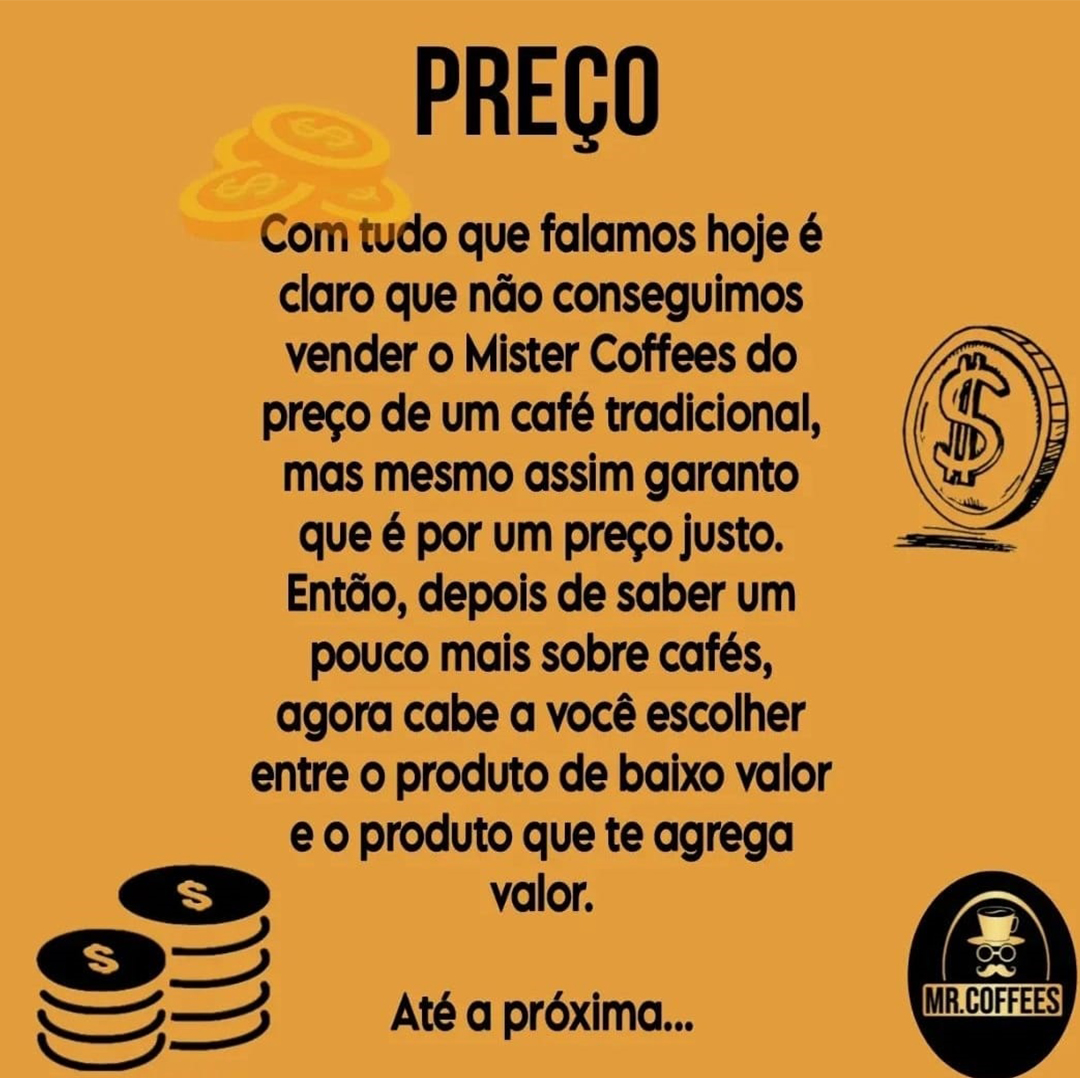 PREÇO
Com tudo que falamos hoje é
claro que não conseguimos
vender o Mister Coffees do
preço de um café tradicional,
mas mesmo assim garanto
que é por um preço justo.
Então, depois de saber um
pouco mais sobre cafés,
agora cabe a você escolher
entre o produto de baixo valor
e o produto que te agrega
valor.
Até a próxima...
MR.COFFEES